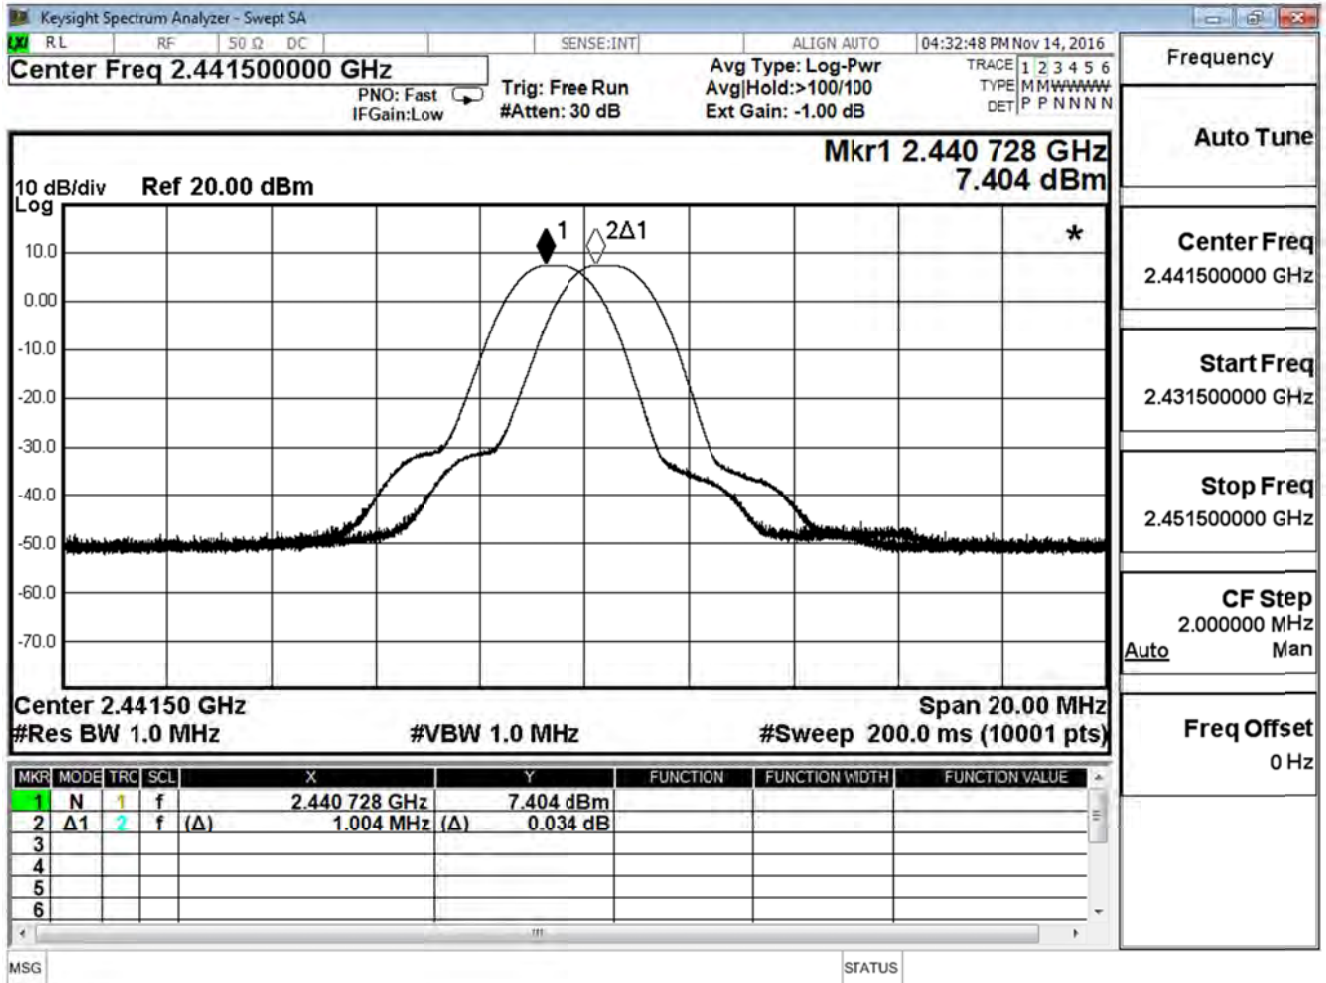 Keysight Spectrum Analyzer - Swept SA
LXI RL RF 50 Ω DC SENSE:INT ALIGN AUTO 04:32:48 PM Nov 14, 2016
Center Freq 2.441500000 GHz
PNO: Fast
IFGain:Low
Trig: Free Run
#Atten: 30 dB
Avg Type: Log-Pwr
Avg|Hold:>100/100
Ext Gain: -1.00 dB
TRACE 1 2 3 4 5 6
TYPE M M W W W W
DET P P N N N N
Mkr1 2.440 728 GHz
7.404 dBm
10 dB/div Ref 20.00 dBm
Log
1 2Δ1 *
10.0
0.00
-10.0
-20.0
-30.0
-40.0
-50.0
-60.0
-70.0
Center 2.44150 GHz Span 20.00 MHz
#Res BW 1.0 MHz #VBW 1.0 MHz #Sweep 200.0 ms (10001 pts)
MKR MODE TRC SCL X Y FUNCTION FUNCTION WIDTH FUNCTION VALUE
1 N 1 f 2.440 728 GHz 7.404 dBm
2 Δ1 2 f (Δ) 1.004 MHz (Δ) 0.034 dB
3
4
5
6
MSG STATUS
Frequency
Auto Tune
Center Freq
2.441500000 GHz
Start Freq
2.431500000 GHz
Stop Freq
2.451500000 GHz
CF Step
2.000000 MHz
Auto Man
Freq Offset
0 Hz